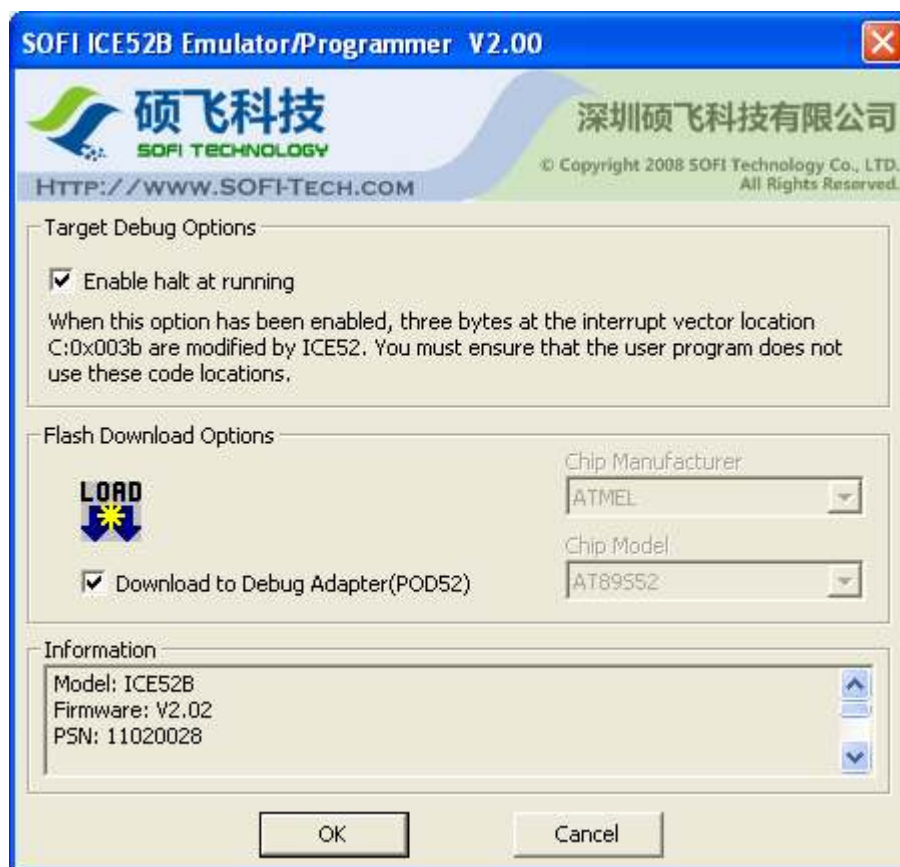 SOFI ICE52B Emulator/Programmer V2.00
硕飞科技
SOFI TECHNOLOGY
HTTP://WWW.SOFI-TECH.COM
深圳硕飞科技有限公司
© Copyright 2008 SOFI Technology Co., LTD.
All Rights Reserved.
Target Debug Options
Enable halt at running
When this option has been enabled, three bytes at the interrupt vector location
C:0x003b are modified by ICE52. You must ensure that the user program does not
use these code locations.
Flash Download Options
LOAD
Download to Debug Adapter(POD52)
Chip Manufacturer
ATMEL
Chip Model
AT89S52
Information
Model: ICE52B
Firmware: V2.02
PSN: 11020028
OK
Cancel